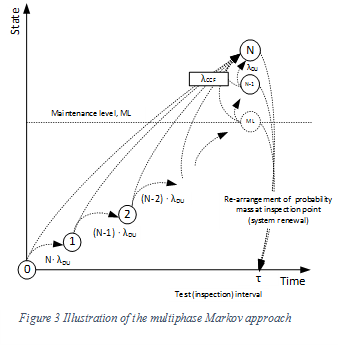 State
N
λDU
λCCF
N-1
Maintenance level, ML
ML
(N-2) · λDU
Re-arrangement of probability
mass at inspection point
(system renewal)
2
(N-1) · λDU
1
N· λDU
0
τ
Time
Test (inspection) interval
Figure 3 Illustration of the multiphase Markov approach